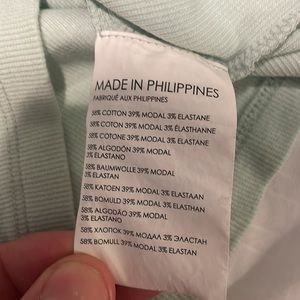 MADE IN PHILIPPINES
FABRIQUÉ AUX PHILIPPINES
58% COTTON 39% MODAL 3% ELASTANE
58% COTON 39% MODAL 3% ÉLASTHANNE
58% COTONE 39% MODAL 3% ELASTANE
58% ALGODÓN 39% MODAL
3% ELASTANO
58% BAUMWOLLE 39% MODAL
3% ELASTAN
58% KATOEN 39% MODAL 3% ELASTAAN
58% BOMULD 39% MODAL 3% ELASTHAN
58% ALGODÃO 39% MODAL
3% ELASTANO
58% ХЛОПОК 39% МОДАЛ 3% ЭЛАСТАН
58% BOMULL 39% MODAL 3% ELASTAN